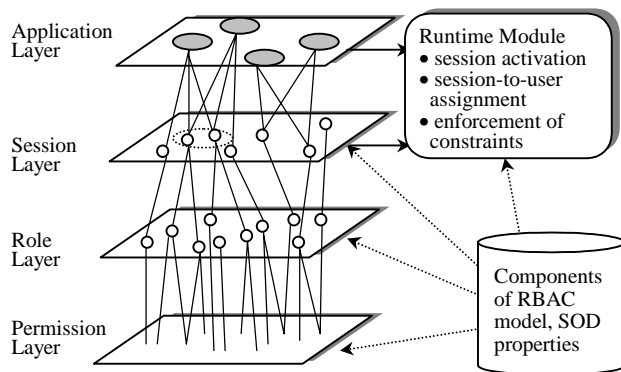 Application
Layer
Session
Layer
Role
Layer
Permission
Layer
Runtime Module
● session activation
● session-to-user
assignment
● enforcement of
constraints
Components
of RBAC
model, SOD
properties